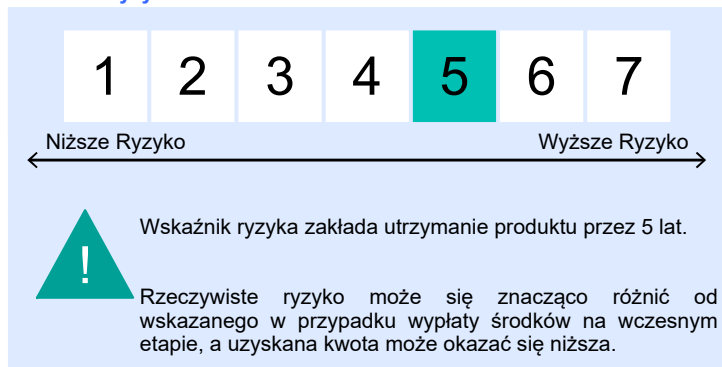 1 2 3 4 5 6 7
Niższe Ryzyko Wyższe Ryzyko
Wskaźnik ryzyka zakłada utrzymanie produktu przez 5 lat.
!
Rzeczywiste ryzyko może się znacząco różnić od
wskazanego w przypadku wypłaty środków na wczesnym
etapie, a uzyskana kwota może okazać się niższa.